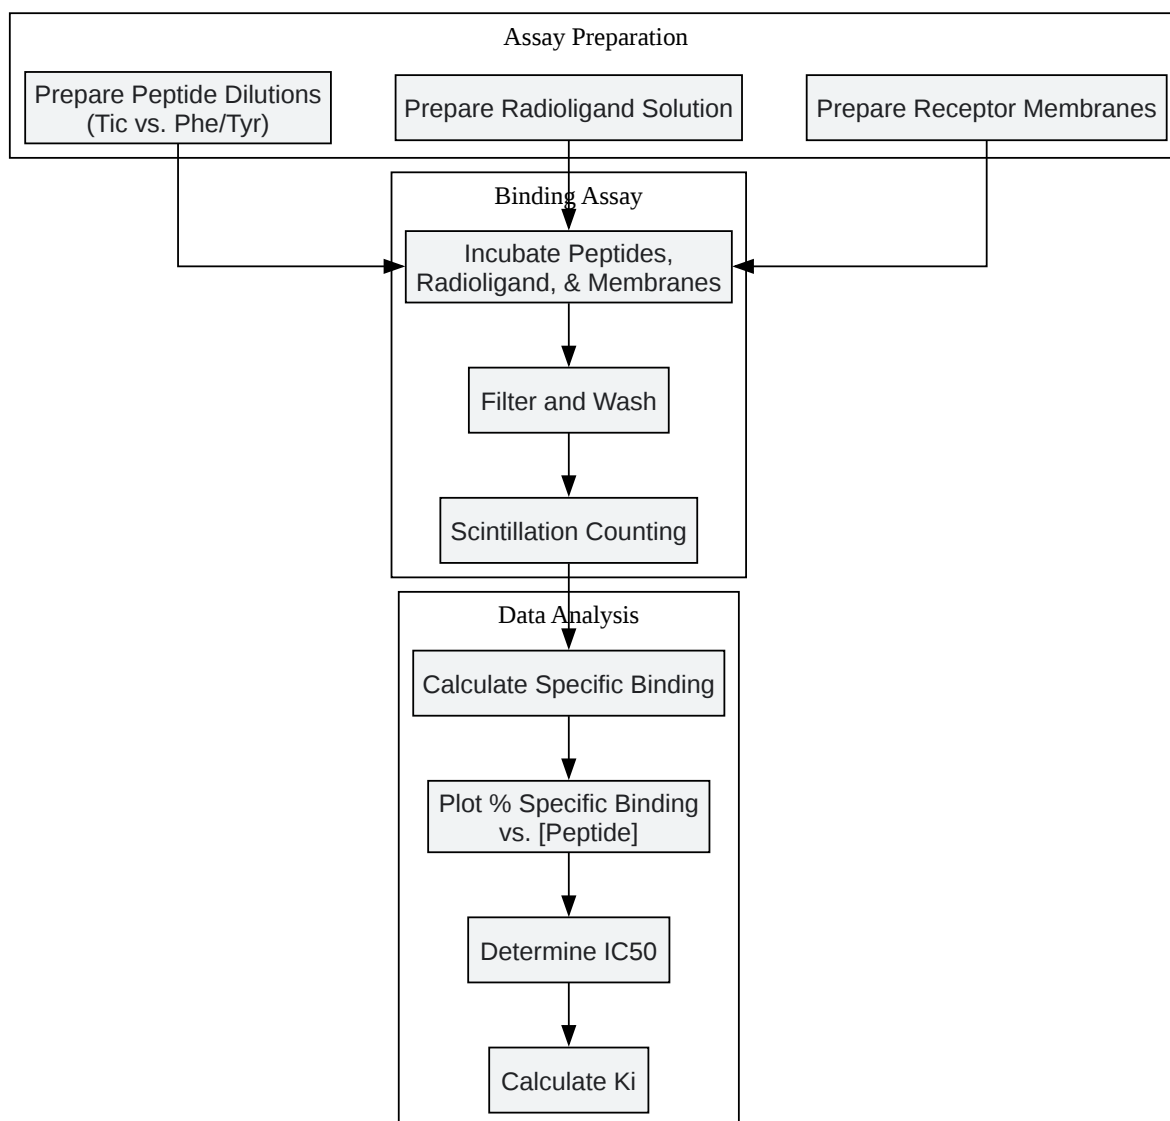 Assay Preparation
Prepare Peptide Dilutions
(Tic vs. Phe/Tyr)
Prepare Radioligand Solution
Prepare Receptor Membranes
Binding Assay
Incubate Peptides,
Radioligand, & Membranes
Filter and Wash
Scintillation Counting
Data Analysis
Calculate Specific Binding
Plot % Specific Binding
vs. [Peptide]
Determine IC50
Calculate Ki